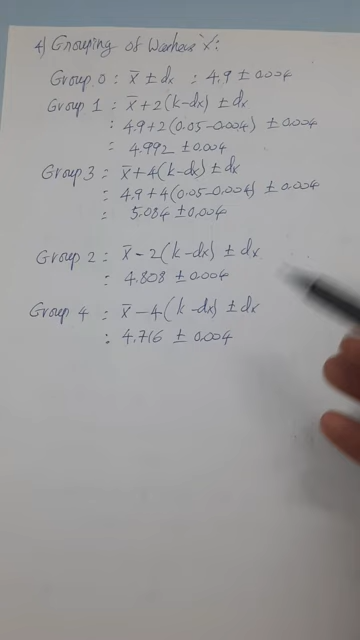 4) Grouping of Washers 'X':
Group 0 : x̅ ± dx : 4.9 ± 0.004
Group 1 : x̅ + 2(k-dx) ± dx
: 4.9 + 2(0.05-0.004) ± 0.004
= 4.992 ± 0.004
Group 3 = x̅ + 4(k-dx) ± dx
= 4.9 + 4(0.05-0.004) ± 0.004
= 5.084 ± 0.004
Group 2 = x̅ - 2(k-dx) ± dx
= 4.808 ± 0.004
Group 4 = x̅ - 4(k-dx) ± dx
: 4.716 ± 0.004